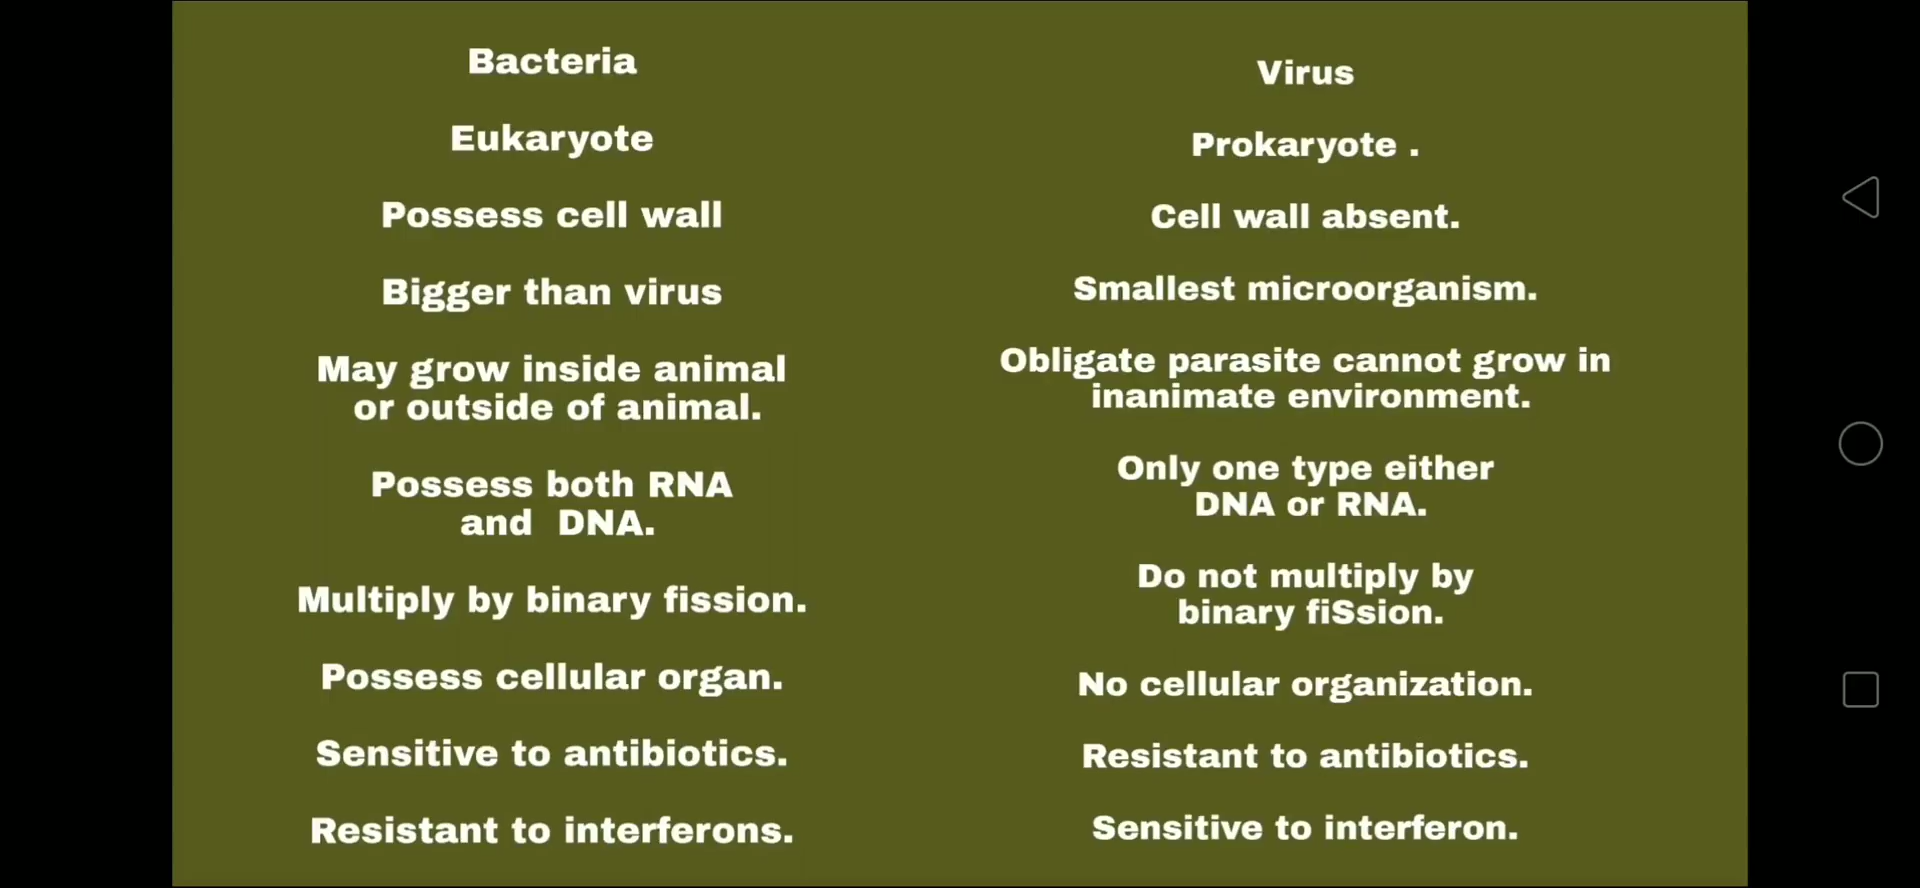 Bacteria
Eukaryote
Possess cell wall
Bigger than virus
May grow inside animal
or outside of animal.
Possess both RNA
and DNA.
Multiply by binary fission.
Possess cellular organ.
Sensitive to antibiotics.
Resistant to interferons.
Virus
Prokaryote .
Cell wall absent.
Smallest microorganism.
Obligate parasite cannot grow in
inanimate environment.
Only one type either
DNA or RNA.
Do not multiply by
binary fiSsion.
No cellular organization.
Resistant to antibiotics.
Sensitive to interferon.